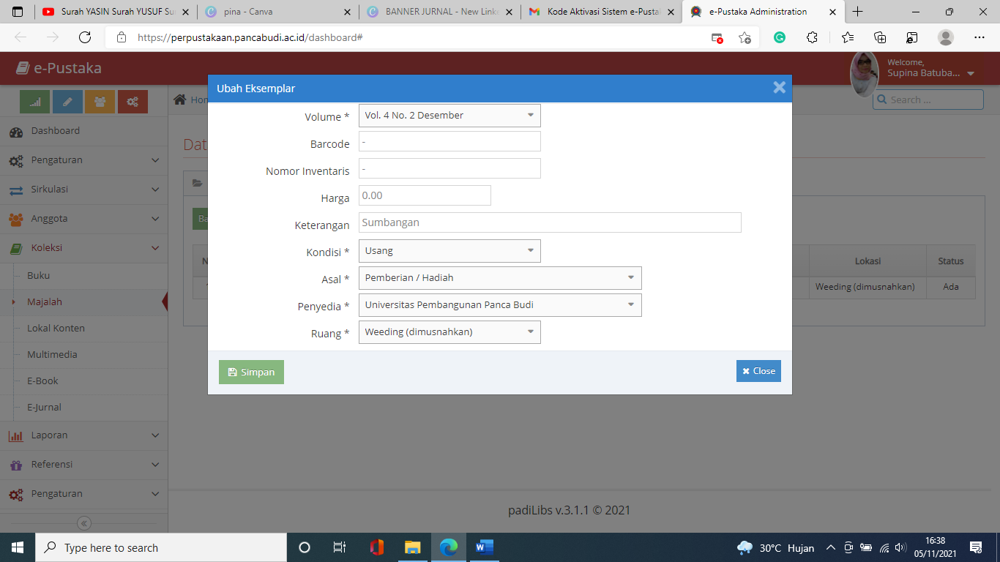 Surah YASIN Surah YUSUF Su
pina - Canva
BANNER JURNAL - New Linke
Kode Aktivasi Sistem e-Pustak
e-Pustaka Administration
https://perpustakaan.pancabudi.ac.id/dashboard#
e-Pustaka
Welcome,
Supina Batuba...
Search ...
Hom
Ubah Eksemplar
Volume * Vol. 4 No. 2 Desember
Barcode -
Nomor Inventaris -
Harga 0.00
Keterangan Sumbangan
Kondisi * Usang
Asal * Pemberian / Hadiah
Penyedia * Universitas Pembangunan Panca Budi
Ruang * Weeding (dimusnahkan)
Simpan
Close
Dashboard
Pengaturan
Sirkulasi
Anggota
Koleksi
Buku
Majalah
Lokal Konten
Multimedia
E-Book
E-Jurnal
Laporan
Referensi
Pengaturan
Dat
Ba
N
Lokasi Status
Weeding (dimusnahkan) Ada
padiLibs v.3.1.1 © 2021
Type here to search
30°C Hujan
16:38
05/11/2021